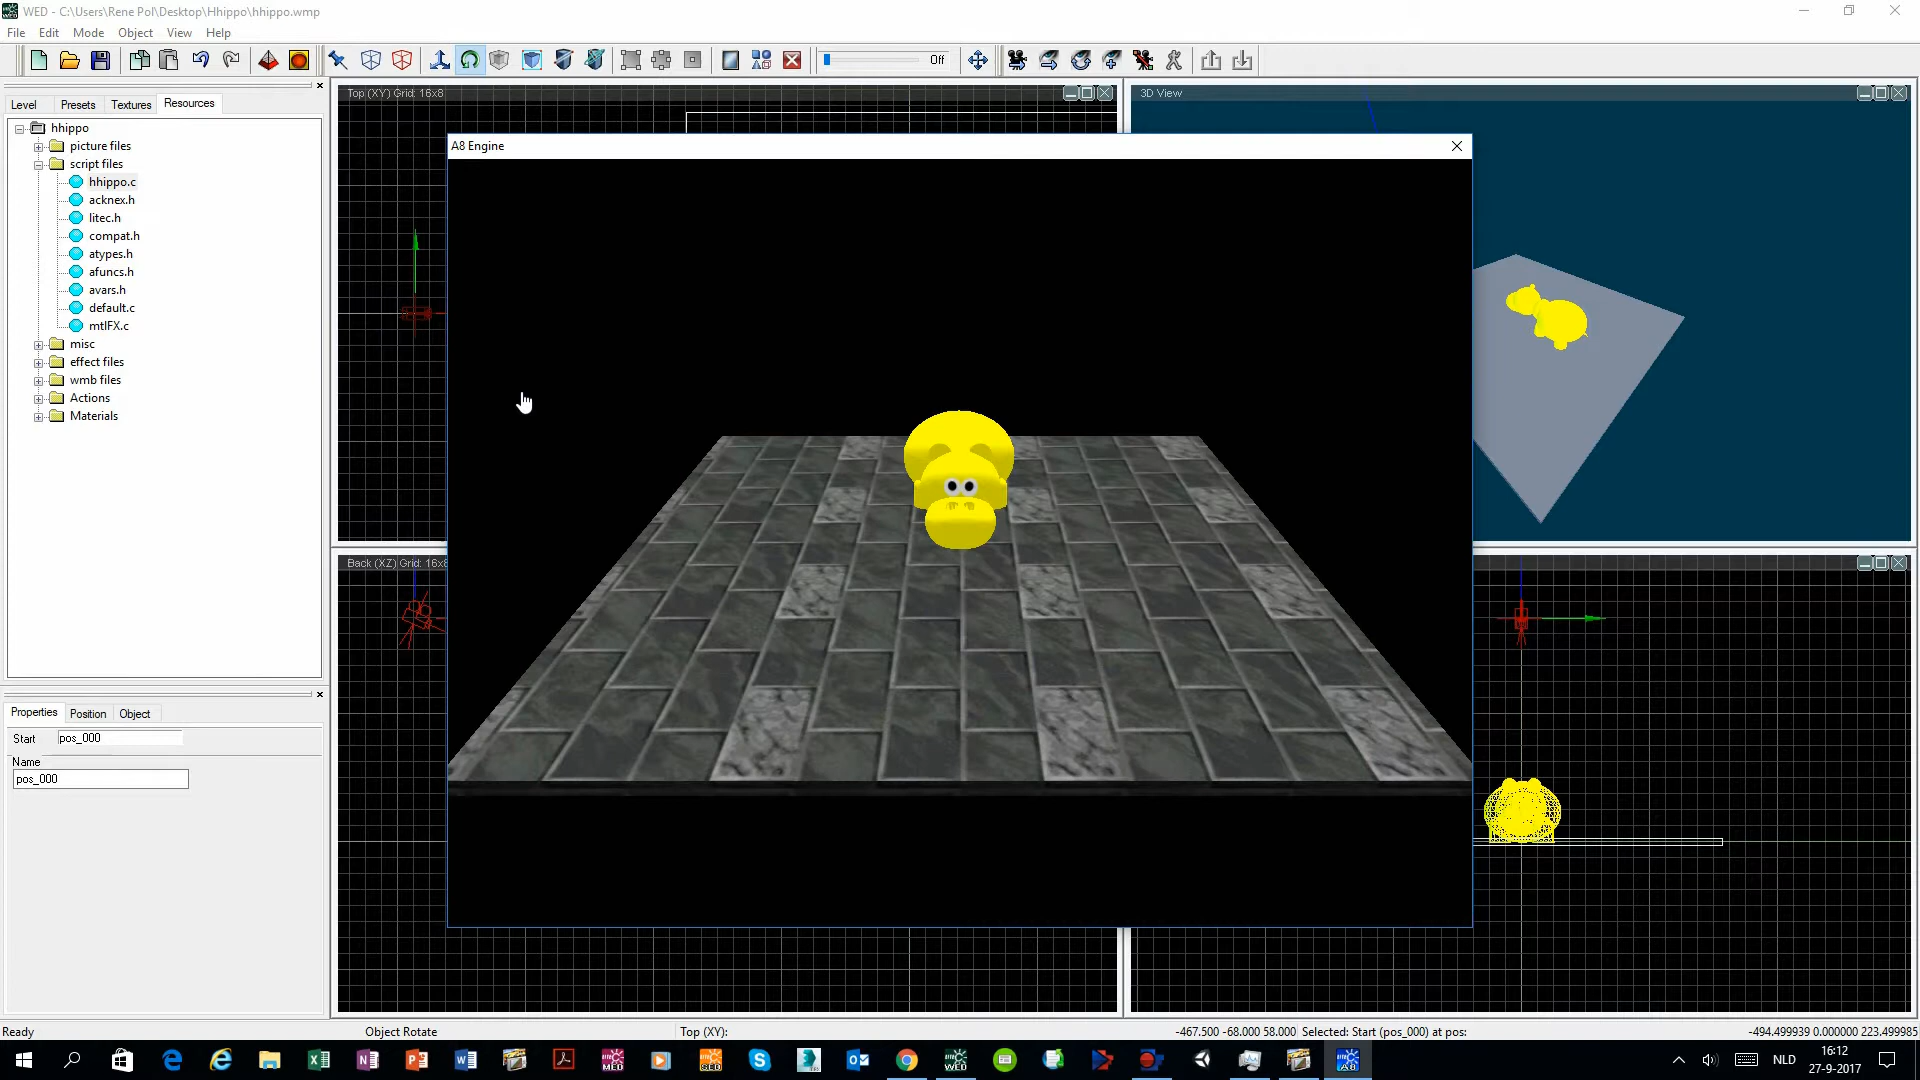 WED - C:\Users\Rene Pol\Desktop\Hhippo\hhippo.wmp
File Edit Mode Object View Help
Off
Level Presets Textures Resources
hhippo
picture files
script files
hhippo.c
acknex.h
litec.h
compat.h
atypes.h
afuncs.h
avars.h
default.c
mtlFX.c
misc
effect files
wmb files
Actions
Materials
Top (XY) Grid: 16x8
3D View
A8 Engine
Back (XZ) Grid: 16x8
Properties Position Object
Start pos_000
Name
pos_000
Ready Object Rotate Top (XY): -467.500 -68.000 58.000 Selected: Start (pos_000) at pos: -494.499939 0.000000 223.499985
MED
SED
WED
A8
NLD
16:12
27-9-2017